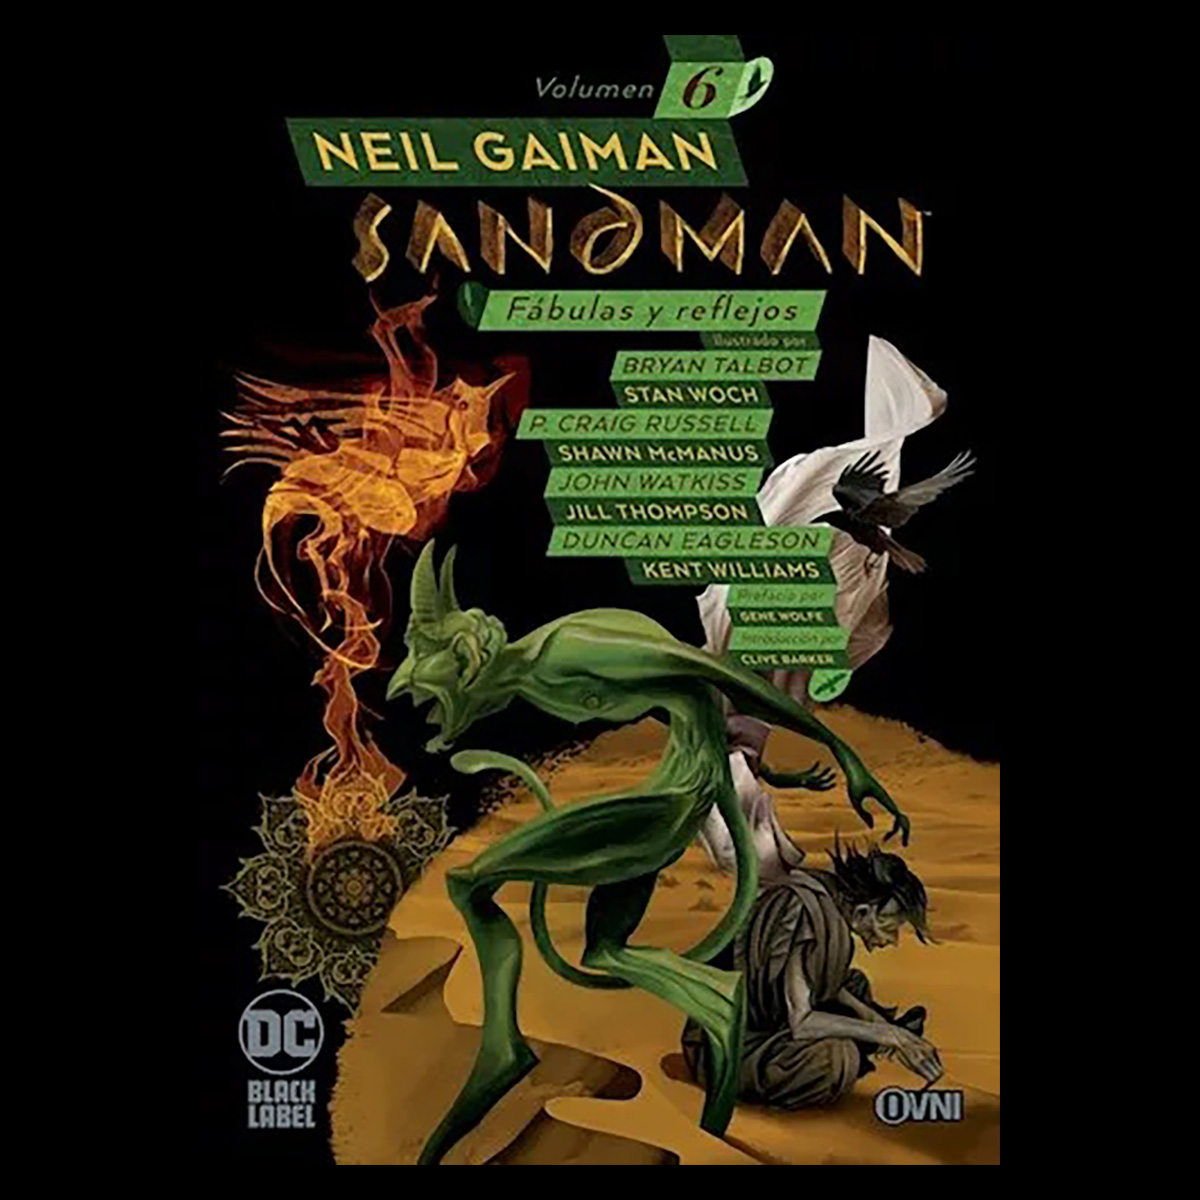 Volumen 6
NEIL GAIMAN
SANDMAN™
Fábulas y reflejos
Ilustrado por
BRYAN TALBOT
STAN WOCH
P. CRAIG RUSSELL
SHAWN McMANUS
JOHN WATKISS
JILL THOMPSON
DUNCAN EAGLESON
KENT WILLIAMS
Prefacio por
GENE WOLFE
Introducción por
CLIVE BARKER
DC
BLACK
LABEL
OVNI